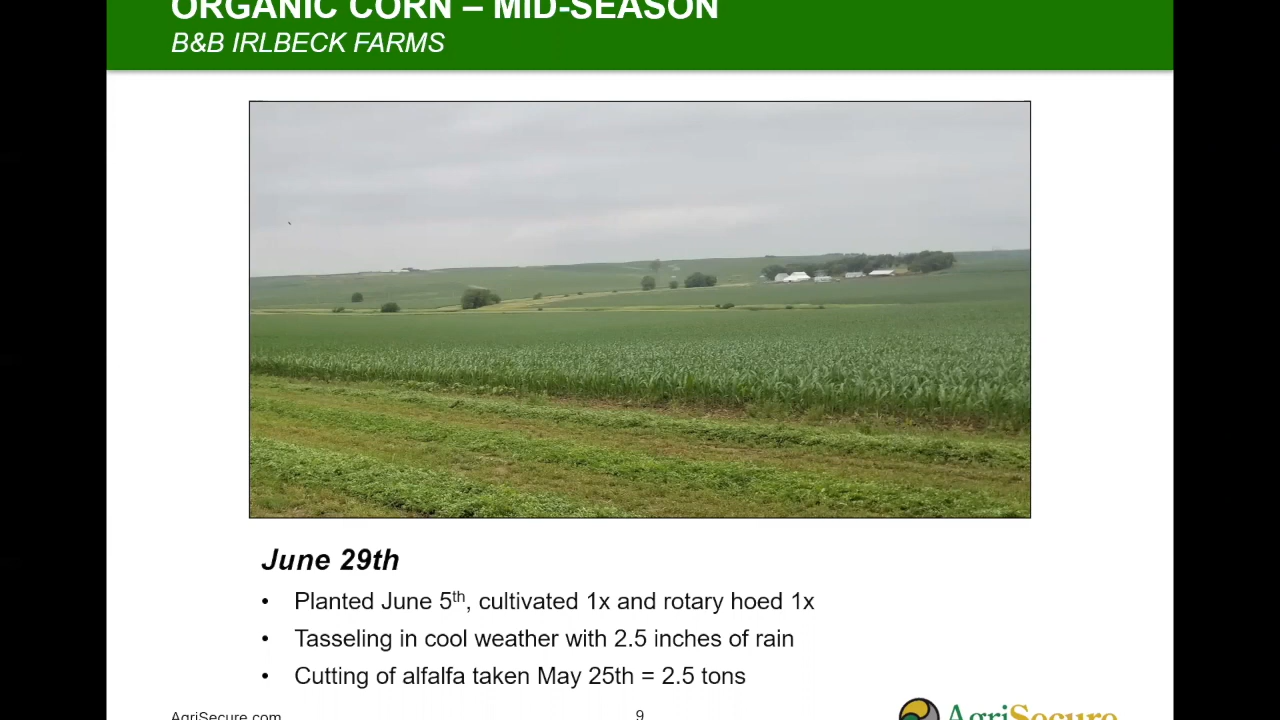 ORGANIC CORN – MID-SEASON
B&B IRLBECK FARMS
June 29th
• Planted June 5th, cultivated 1x and rotary hoed 1x
• Tasseling in cool weather with 2.5 inches of rain
• Cutting of alfalfa taken May 25th = 2.5 tons
AgriSecure.com
9
AgriSecure